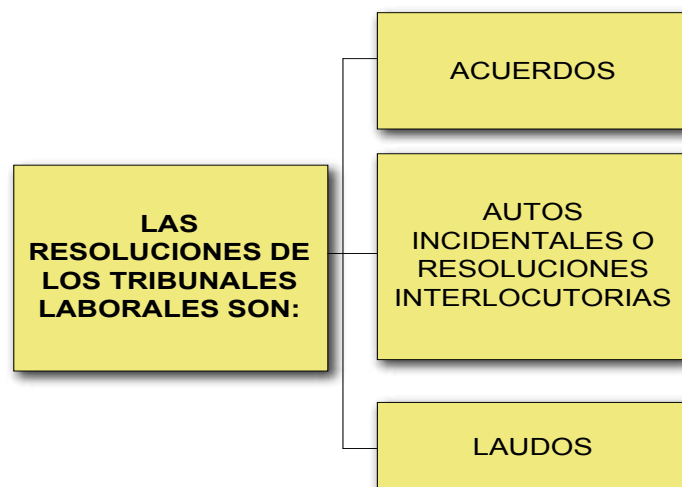 LAS
RESOLUCIONES DE
LOS TRIBUNALES
LABORALES SON:
ACUERDOS
AUTOS
INCIDENTALES O
RESOLUCIONES
INTERLOCUTORIAS
LAUDOS